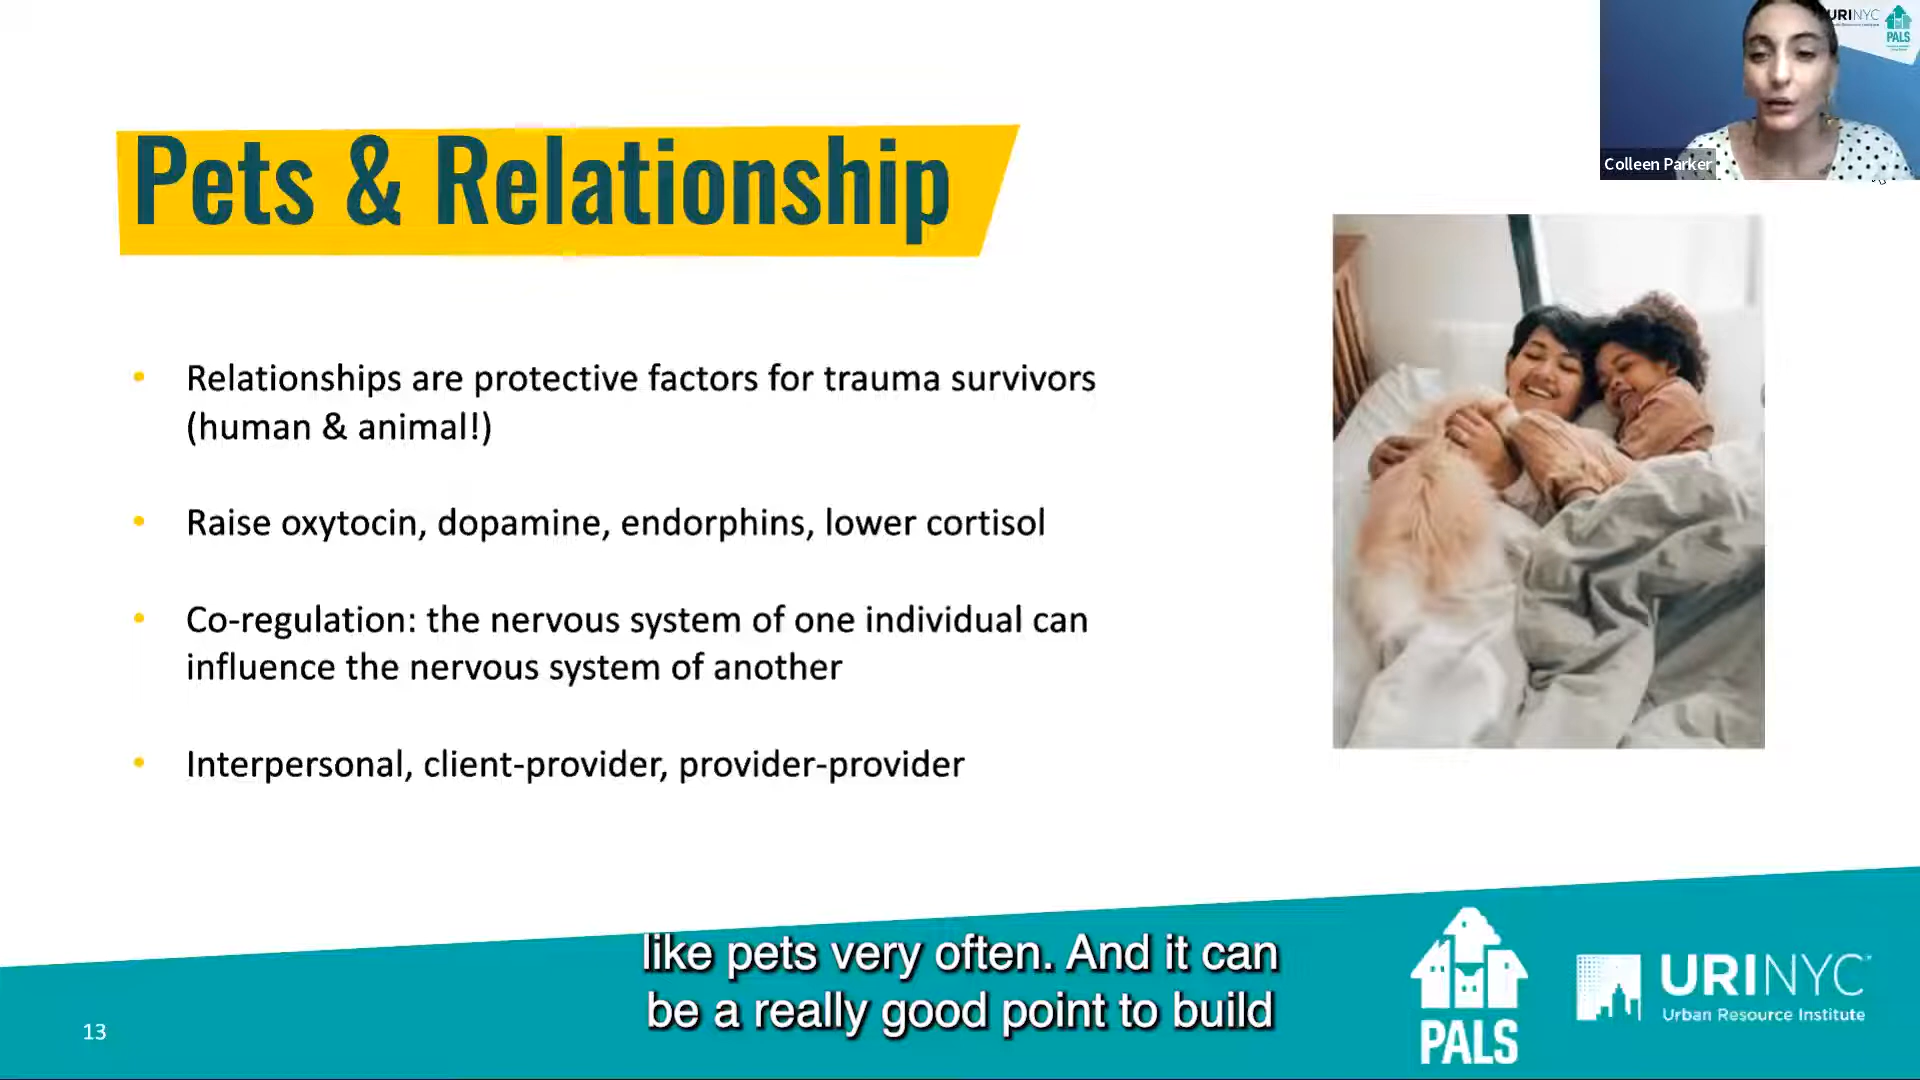 URINYC
PALS
Colleen Parker
Pets & Relationship
• Relationships are protective factors for trauma survivors
(human & animal!)
• Raise oxytocin, dopamine, endorphins, lower cortisol
• Co-regulation: the nervous system of one individual can
influence the nervous system of another
• Interpersonal, client-provider, provider-provider
like pets very often. And it can
be a really good point to build
13
PALS
URINYC
Urban Resource Institute